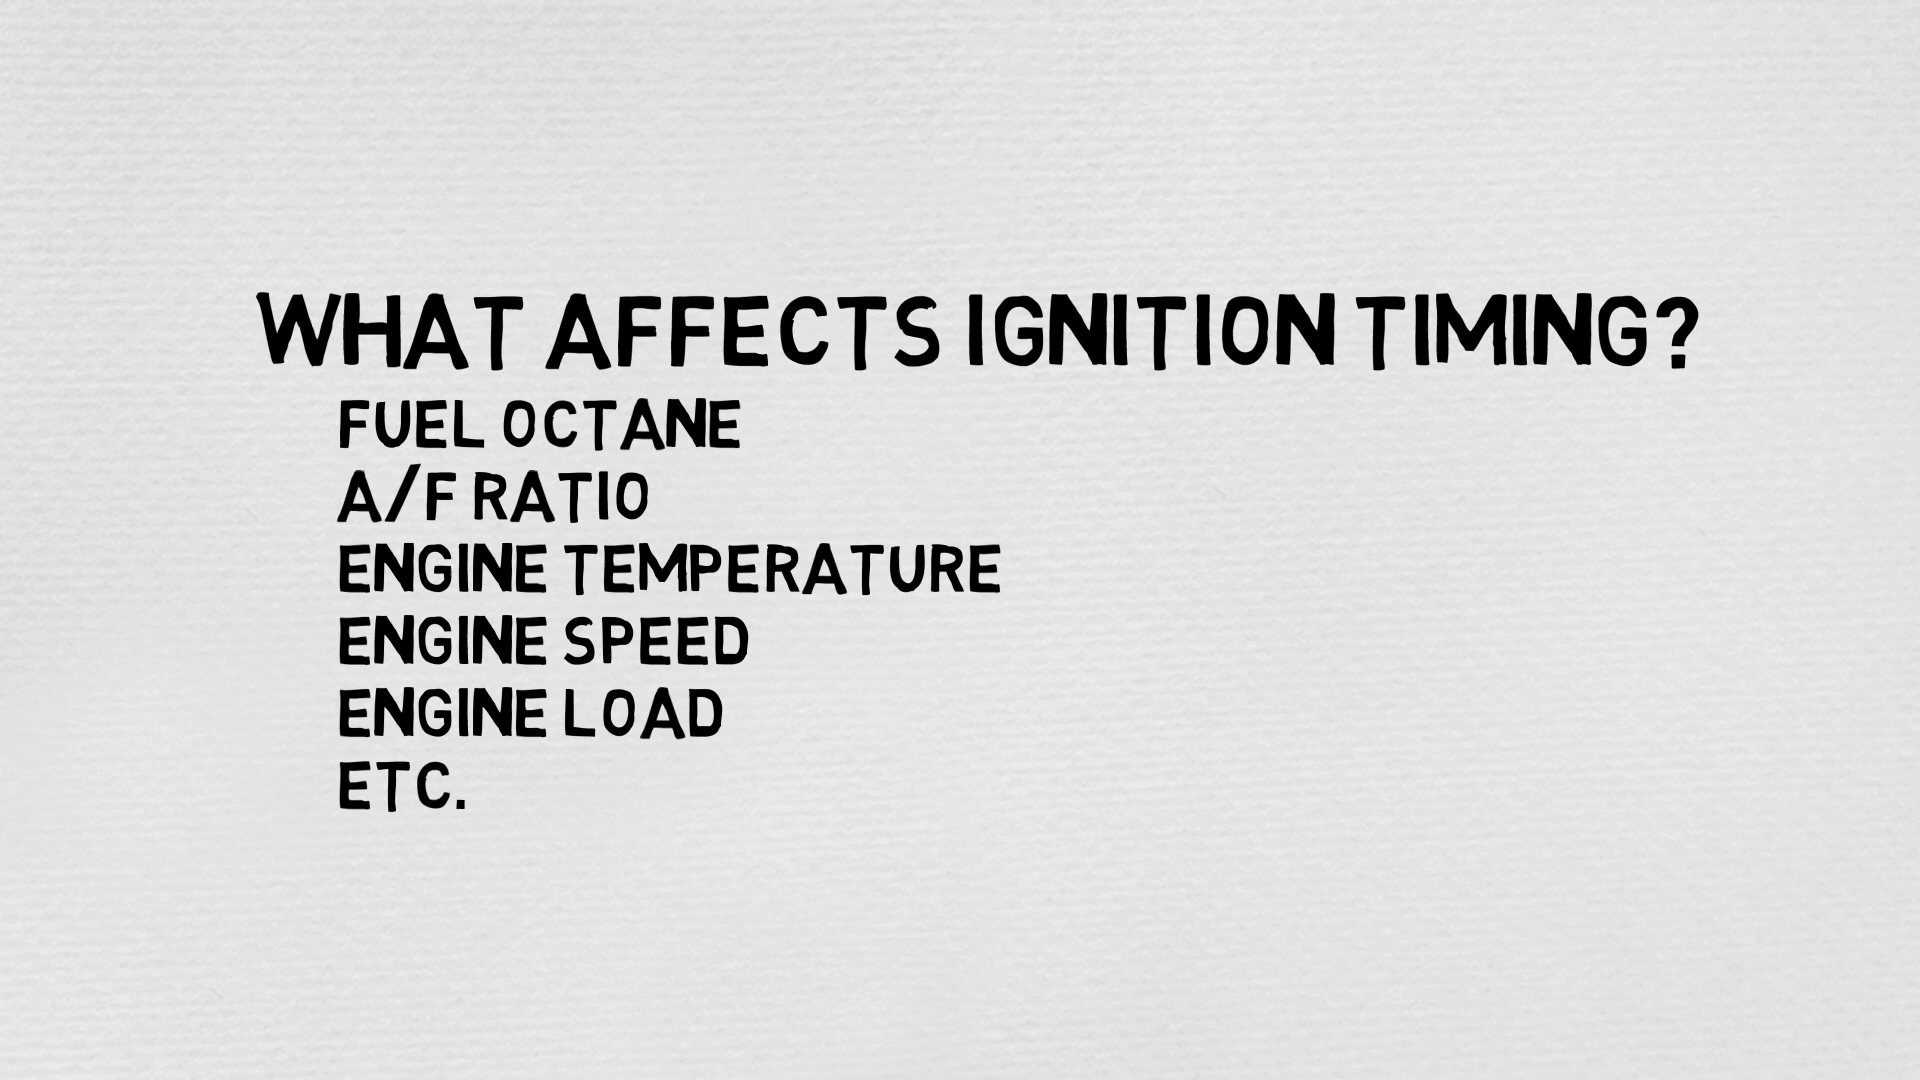 WHAT AFFECTS IGNITION TIMING?
FUEL OCTANE
A/F RATIO
ENGINE TEMPERATURE
ENGINE SPEED
ENGINE LOAD
ETC.